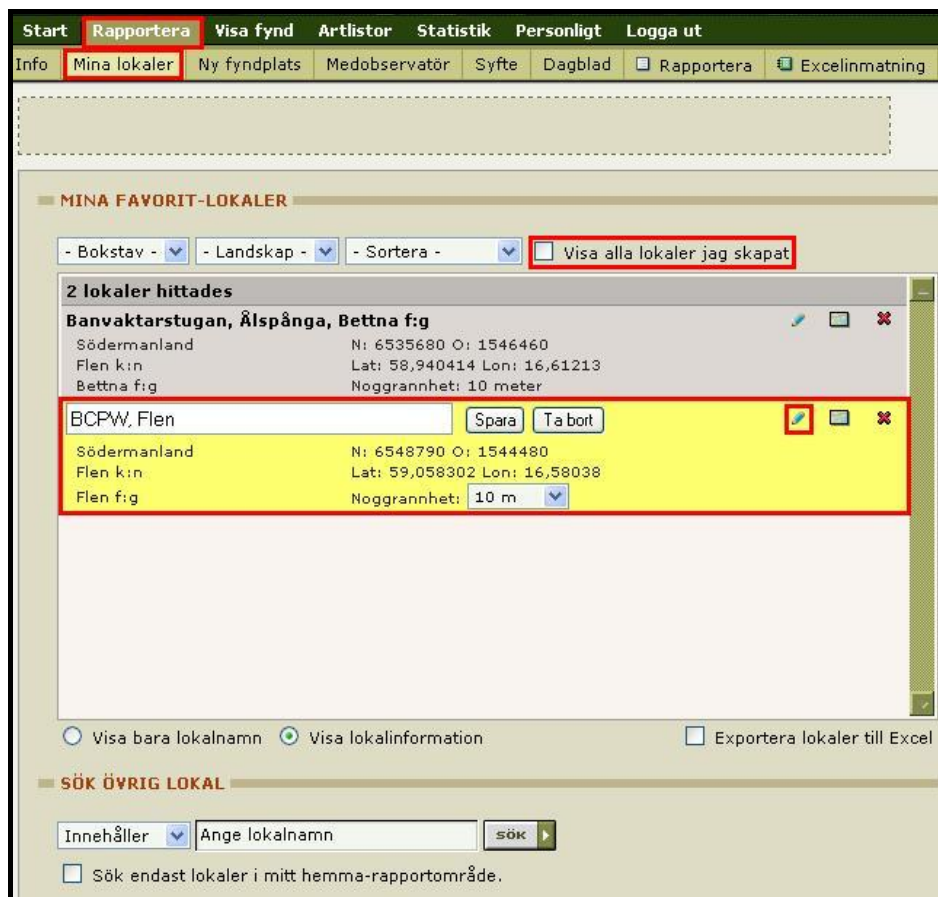 Start Rapportera Visa fynd Artlistor Statistik Personligt Logga ut
Info Mina lokaler Ny fyndplats Medobservatör Syfte Dagblad Rapportera Excelinmatning
MINA FAVORIT-LOKALER
- Bokstav - - Landskap - - Sortera - Visa alla lokaler jag skapat
2 lokaler hittades
Banvaktarstugan, Ålspånga, Bettna f:g
Södermanland N: 6535680 O: 1546460
Flen k:n Lat: 58,940414 Lon: 16,61213
Bettna f:g Noggrannhet: 10 meter
BCPW, Flen Spara Ta bort
Södermanland N: 6548790 O: 1544480
Flen k:n Lat: 59,058302 Lon: 16,58038
Flen f:g Noggrannhet: 10 m
Visa bara lokalnamn Visa lokalinformation Exportera lokaler till Excel
SÖK ÖVRIG LOKAL
Innehåller Ange lokalnamn SÖK
Sök endast lokaler i mitt hemma-rapportområde.